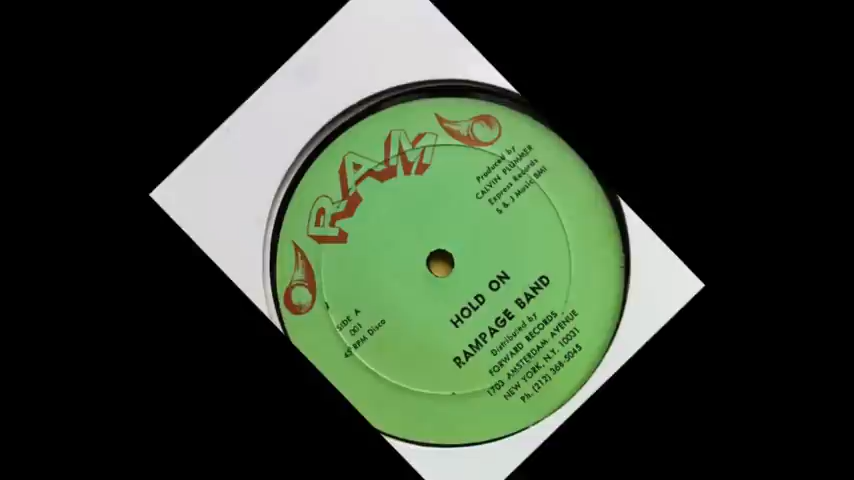 RAM
Produced by
CALVIN PLUMMER
Express Records
S & J Music BMI
SIDE A
001
45 RPM Disco
HOLD ON
RAMPAGE BAND
Distributed by
FORWARD RECORDS
1702 AMSTERDAM AVENUE
NEW YORK, N.Y. 10031
Ph. (212) 368-5045